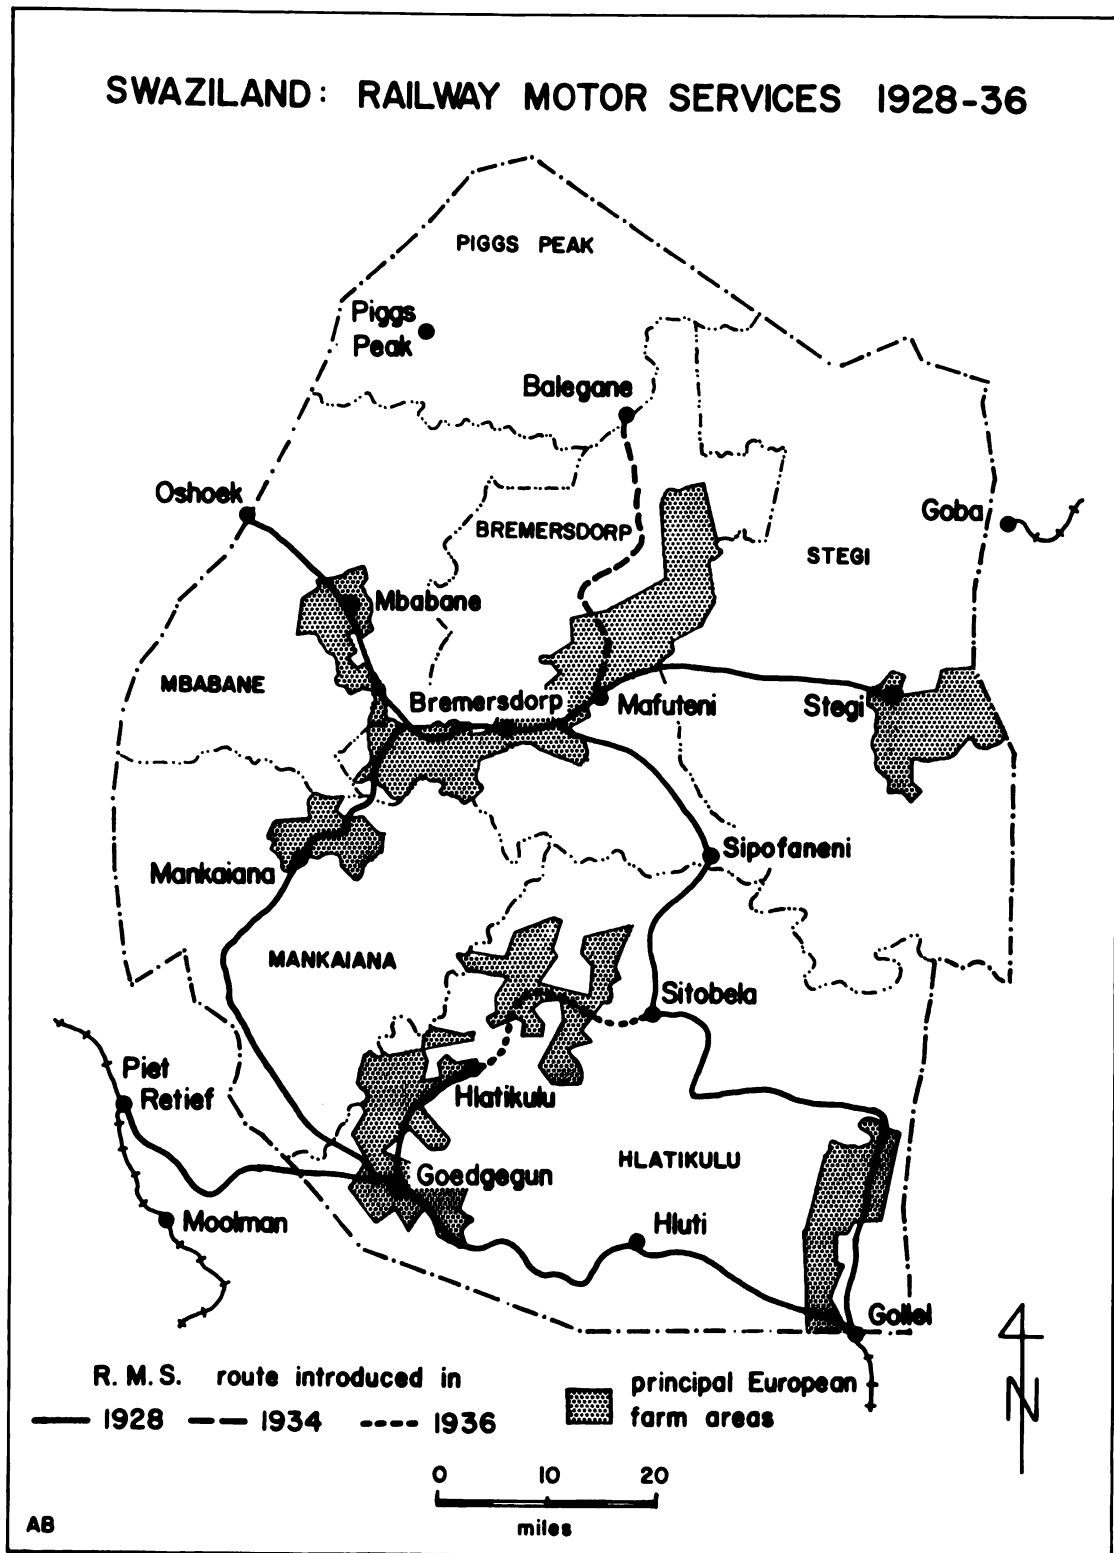 SWAZILAND: RAILWAY MOTOR SERVICES 1928-36
PIGGS PEAK
Piggs
Peak
Balegane
Oshoek
BREMERSDORP
Goba
STEGI
Mbabane
MBABANE
Bremersdorp
Mafuteni
Stegi
Mankaiana
Sipofaneni
MANKAIANA
Sitobela
Piet
Retief
Hlatikulu
HLATIKULU
Goedgegun
Moolman
Hluti
Gollel
R.M.S. route introduced in
1928 1934 1936
principal European
farm areas
N
0 10 20
miles
AB